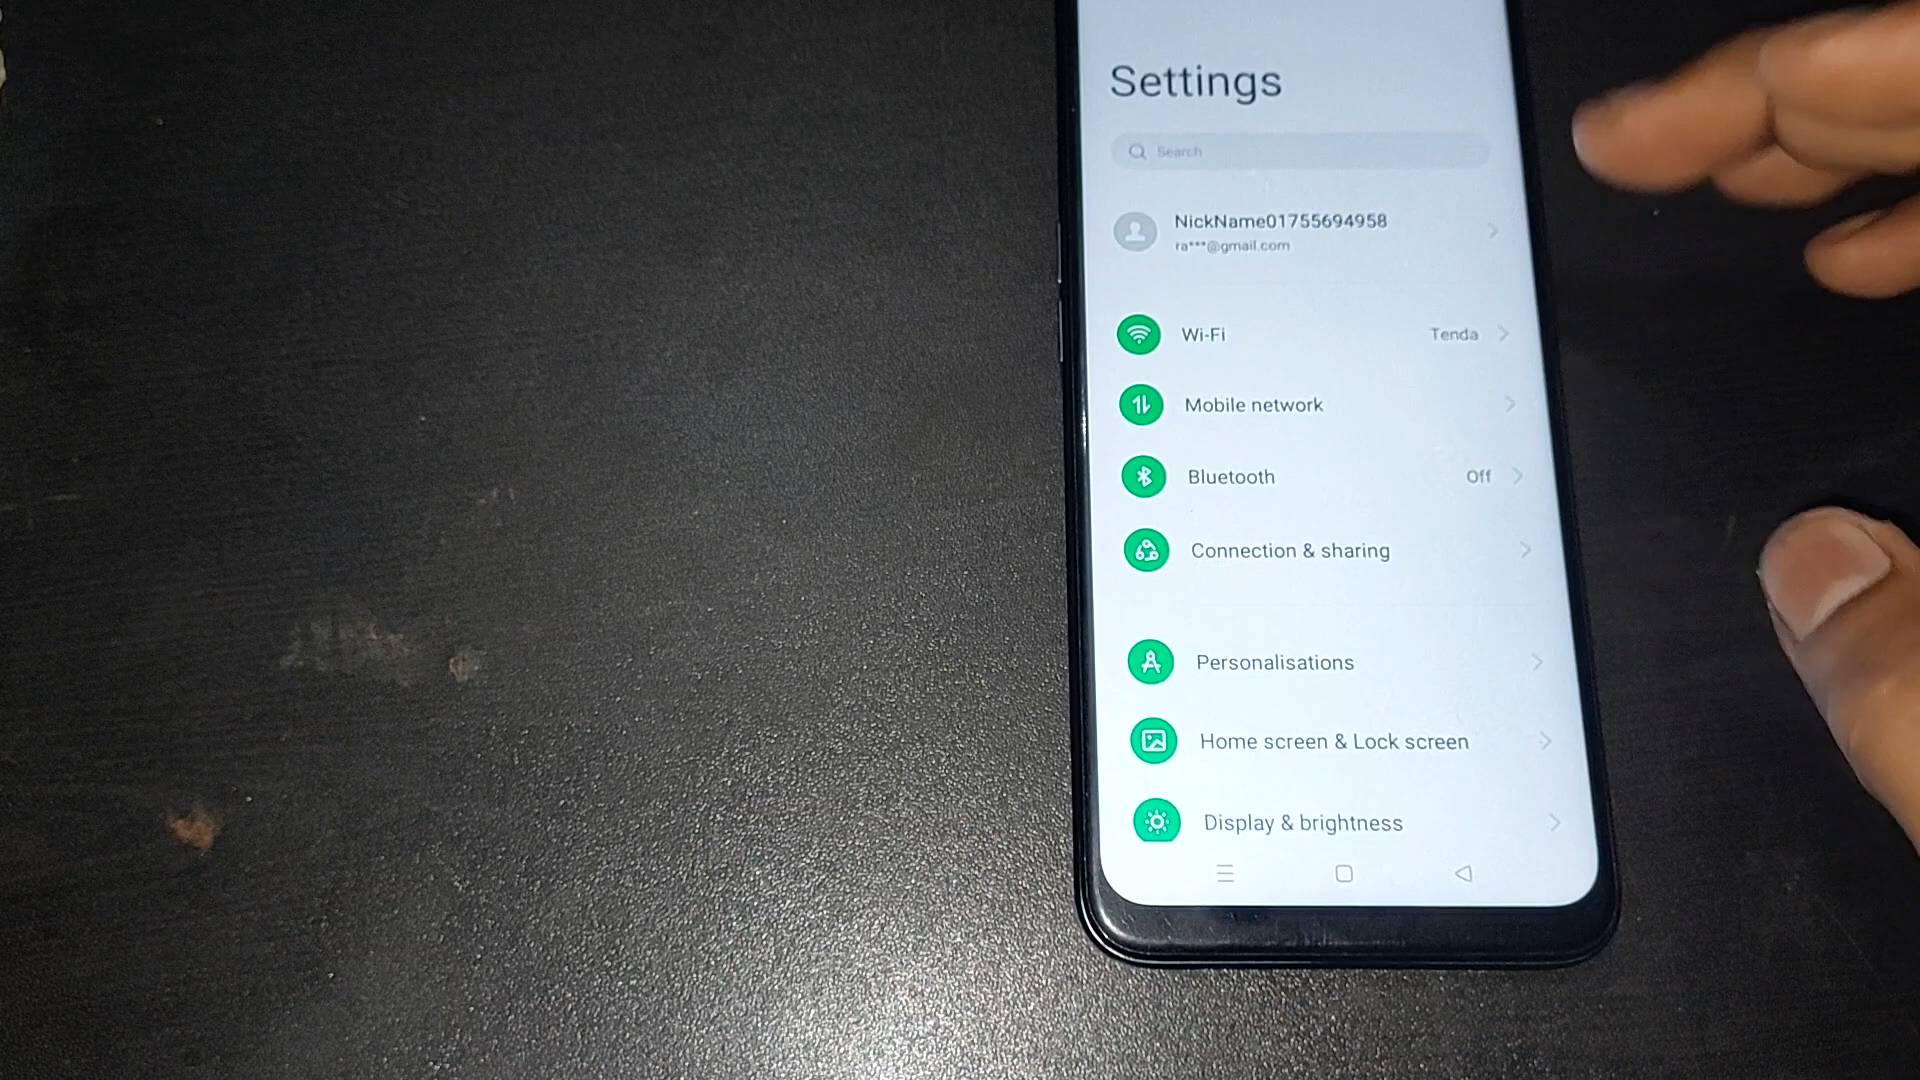 Settings
Search
NickName01755694958
ra***@gmail.com
Wi-Fi Tenda
Mobile network
Bluetooth Off
Connection & sharing
Personalisations
Home screen & Lock screen
Display & brightness